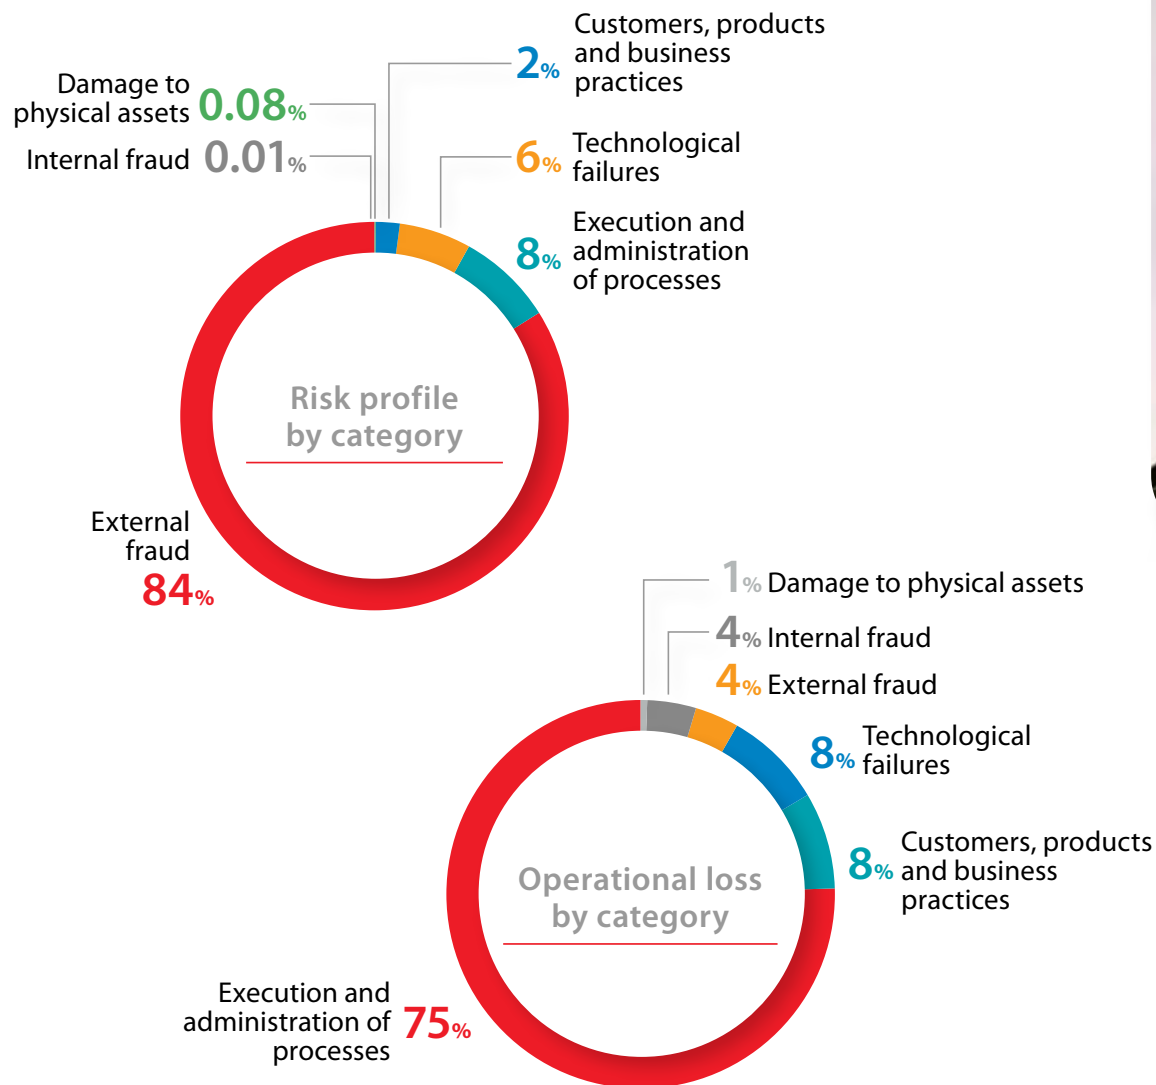 Customers, products
2% and business
practices
Damage to
physical assets 0.08%
Internal fraud 0.01%
6% Technological
failures
Execution and
8% administration
of processes
Risk profile
by category
External
fraud
84%
1% Damage to physical assets
4% Internal fraud
4% External fraud
8% Technological
failures
Customers, products
8% and business
practices
Operational loss
by category
Execution and
administration of 75%
processes